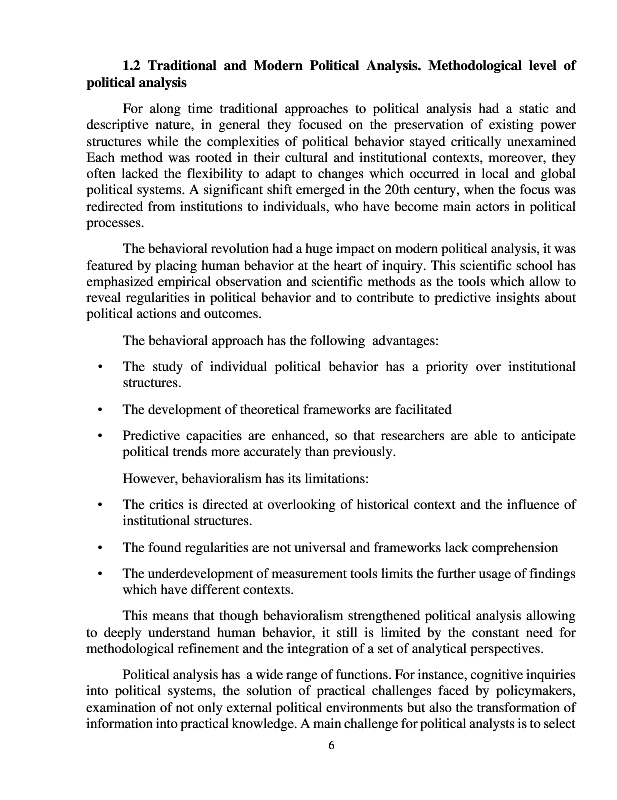 1.2 Traditional and Modern Political Analysis. Methodological level of
political analysis
For along time traditional approaches to political analysis had a static and
descriptive nature, in general they focused on the preservation of existing power
structures while the complexities of political behavior stayed critically unexamined
Each method was rooted in their cultural and institutional contexts, moreover, they
often lacked the flexibility to adapt to changes which occurred in local and global
political systems. A significant shift emerged in the 20th century, when the focus was
redirected from institutions to individuals, who have become main actors in political
processes.
The behavioral revolution had a huge impact on modern political analysis, it was
featured by placing human behavior at the heart of inquiry. This scientific school has
emphasized empirical observation and scientific methods as the tools which allow to
reveal regularities in political behavior and to contribute to predictive insights about
political actions and outcomes.
The behavioral approach has the following advantages:
• The study of individual political behavior has a priority over institutional
structures.
• The development of theoretical frameworks are facilitated
• Predictive capacities are enhanced, so that researchers are able to anticipate
political trends more accurately than previously.
However, behavioralism has its limitations:
• The critics is directed at overlooking of historical context and the influence of
institutional structures.
• The found regularities are not universal and frameworks lack comprehension
• The underdevelopment of measurement tools limits the further usage of findings
which have different contexts.
This means that though behavioralism strengthened political analysis allowing
to deeply understand human behavior, it still is limited by the constant need for
methodological refinement and the integration of a set of analytical perspectives.
Political analysis has a wide range of functions. For instance, cognitive inquiries
into political systems, the solution of practical challenges faced by policymakers,
examination of not only external political environments but also the transformation of
information into practical knowledge. A main challenge for political analysts is to select
6